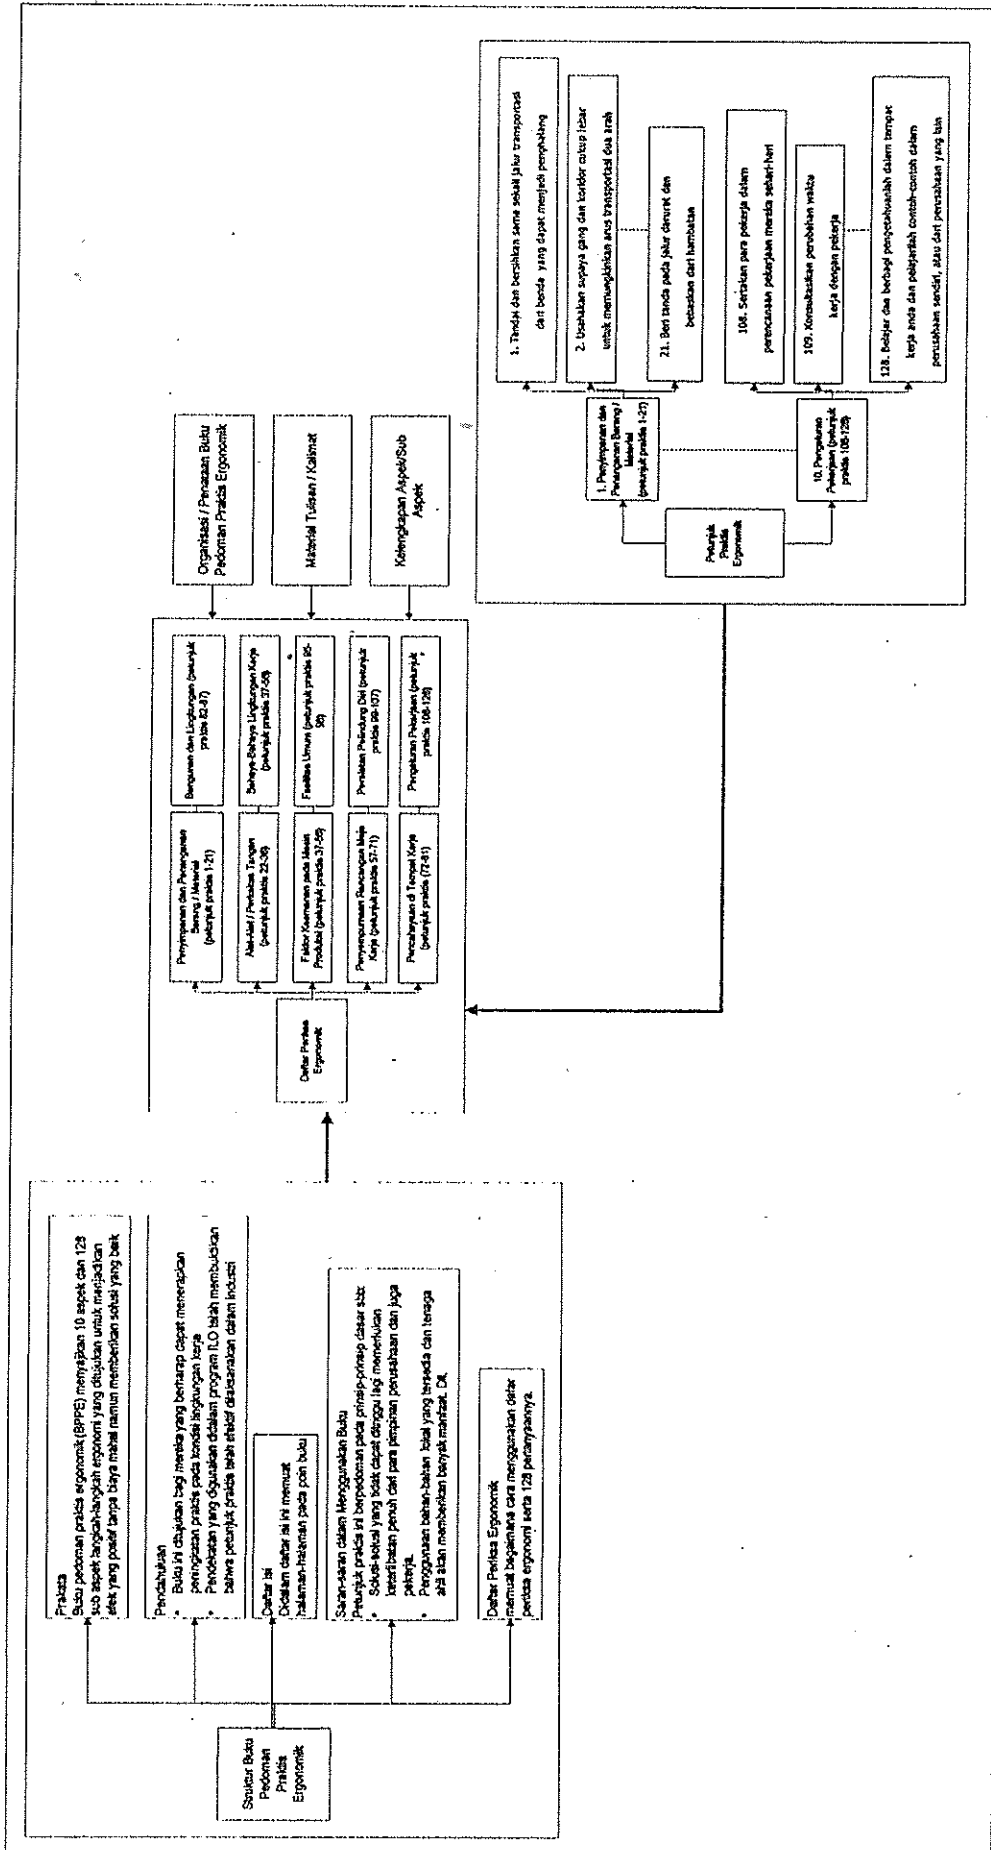 Struktur Buku
Pedoman
Praktis
Ergonomik
Prakata
Buku pedoman praktis ergonomik (BPPE) menyajikan 10 aspek dan 128
sub aspek langkah-langkah ergonomi yang ditujukan untuk menjadikan
efek yang positif tanpa biaya mahal namun memberikan solusi yang baik
Pendahuluan
• Buku ini ditujukan bagi mereka yang berharap dapat menerapkan
peningkatan praktis pada kondisi lingkungan kerja
• Pendekatan yang digunakan didalam program ILO telah membuktikan
bahwa petunjuk praktis telah efektif dilaksanakan dalam industri
Daftar Isi
Didalam daftar isi ini memuat
halaman-halaman pada poin buku
Saran-saran dalam Menggunakan Buku
Petunjuk praktis ini berpedoman pada prinsip-prinsip dasar sbb:
• Solusi-solusi yang tidak dapat ditunggu lagi memerlukan
keterlibatan penuh dari para pimpinan perusahaan dan juga
pekerja.
• Penggunaan bahan-bahan lokal yang tersedia dan tenaga
ahli akan memberikan banyak manfaat. Dll.
Daftar Periksa Ergonomik
memuat bagaimana cara menggunakan daftar
periksa ergonomi serta 128 pertanyaannya.
Daftar Periksa
Ergonomik
Penyimpanan dan Penanganan
Barang / Material
(petunjuk praktis 1-21)
Alat-Alat / Perkakas Tangan
(petunjuk praktis 22-36)
Faktor Keamanan pada Mesin
Produksi (petunjuk praktis 37-56)
Penyempurnaan Rancangan Meja
Kerja (petunjuk praktis 57-71)
Pencahayaan di Tempat Kerja
(petunjuk praktis (72-81)
Bangunan dan Lingkungan (petunjuk
praktis 82-87)
Bahaya-Bahaya Lingkungan Kerja
(petunjuk praktis 37-56)
Fasilitas Umum (petunjuk praktis 95-
98)
Peralatan Pelindung Diri (petunjuk
praktis 99-107)
Pengaturan Pekerjaan (petunjuk
praktis 108-128)
Organisasi / Penataan Buku
Pedoman Praktis Ergonomik
Material Tulisan / Kalimat
Kelengkapan Aspek/Sub
Aspek
Petunjuk
Praktis
Ergonomik
1. Penyimpanan dan
Penanganan Barang /
Material
(petunjuk praktis 1-21)
10. Pengaturan
Pekerjaan (petunjuk
praktis 108-128)
1. Tandai dan bersihkan sama sekali jalur transportasi
dari benda yang dapat menjadi penghalang
2. Usahakan supaya gang dan koridor cukup lebar
untuk memungkinkan arus transportasi dua arah
21. Beri tanda pada jalur darurat dan
bebaskan dari hambatan
108. Sertakan para pekerja dalam
perencanaan pekerjaan mereka sehari-hari
109. Konsultasikan perubahan waktu
kerja dengan pekerja
128. Belajar dan berbagi pengetahuanlah dalam tempat
kerja anda dan pelajarilah contoh-contoh dalam
perusahaan sendiri, atau dari perusahaan yang lain